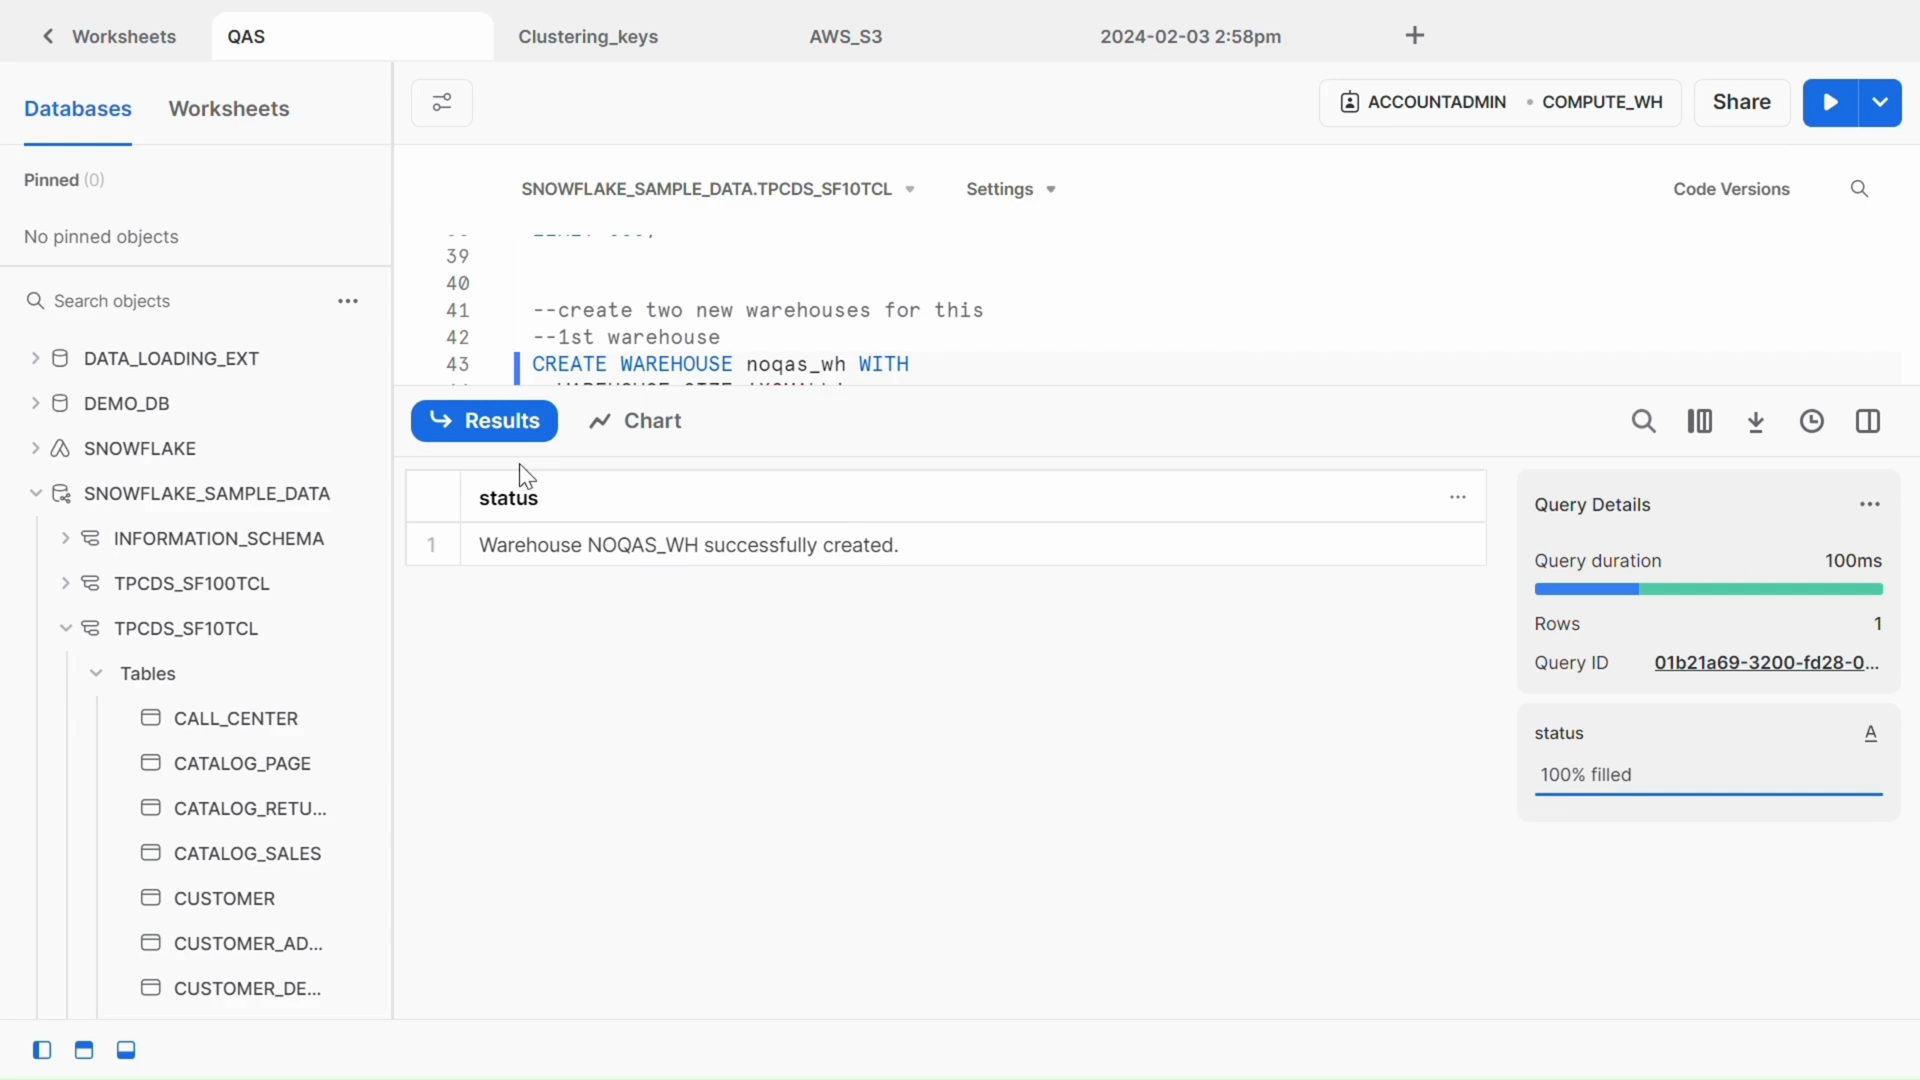 Worksheets
QAS
Clustering_keys
AWS_S3
2024-02-03 2:58pm
Databases
Worksheets
ACCOUNTADMIN • COMPUTE_WH
Share
Pinned (0)
No pinned objects
SNOWFLAKE_SAMPLE_DATA.TPCDS_SF10TCL
Settings
Code Versions
Search objects
39
40
41 --create two new warehouses for this
42 --1st warehouse
43 CREATE WAREHOUSE noqas_wh WITH
Results
Chart
DATA_LOADING_EXT
DEMO_DB
SNOWFLAKE
SNOWFLAKE_SAMPLE_DATA
INFORMATION_SCHEMA
TPCDS_SF100TCL
TPCDS_SF10TCL
Tables
CALL_CENTER
CATALOG_PAGE
CATALOG_RETU...
CATALOG_SALES
CUSTOMER
CUSTOMER_AD...
CUSTOMER_DE...
status
1 Warehouse NOQAS_WH successfully created.
Query Details
Query duration 100ms
Rows 1
Query ID 01b21a69-3200-fd28-0...
status A
100% filled